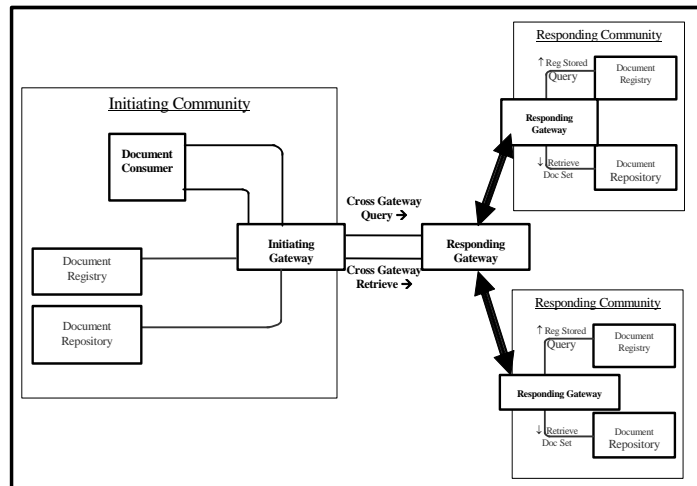 Initiating Community
Document
Consumer
Initiating
Gateway
Document
Registry
Document
Repository
Cross Gateway
Query →
Cross Gateway
Retrieve →
Responding
Gateway
Responding Community
↑ Reg Stored
Query
Document
Registry
Responding
Gateway
↓ Retrieve
Doc Set
Document
Repository
Responding Community
↑ Reg Stored
Query
Document
Registry
Responding Gateway
↓ Retrieve
Doc Set
Document
Repository